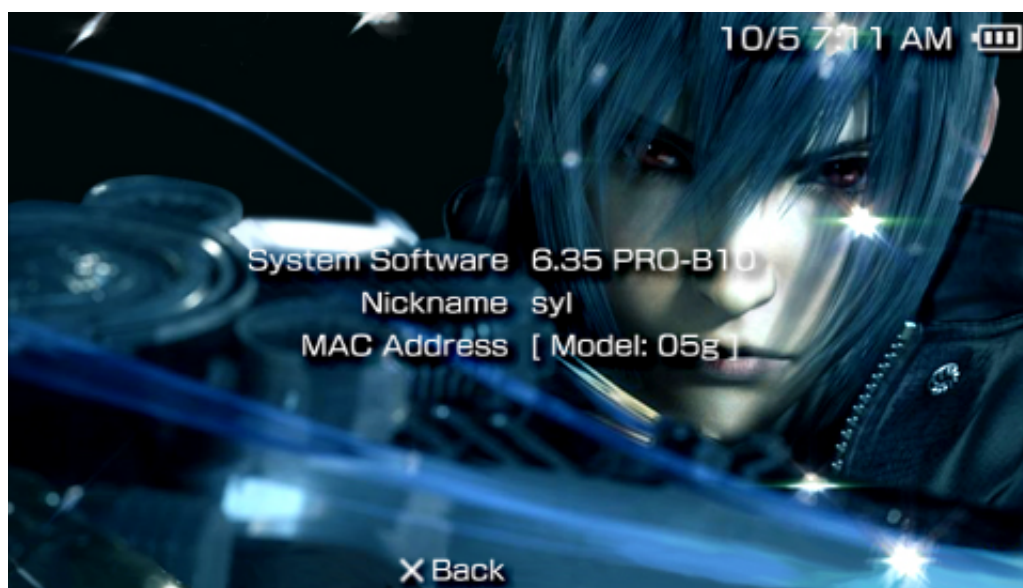 10/5 7:11 AM
System Software 6.35 PRO-B10
Nickname syl
MAC Address [ Model: 05g ]
X Back